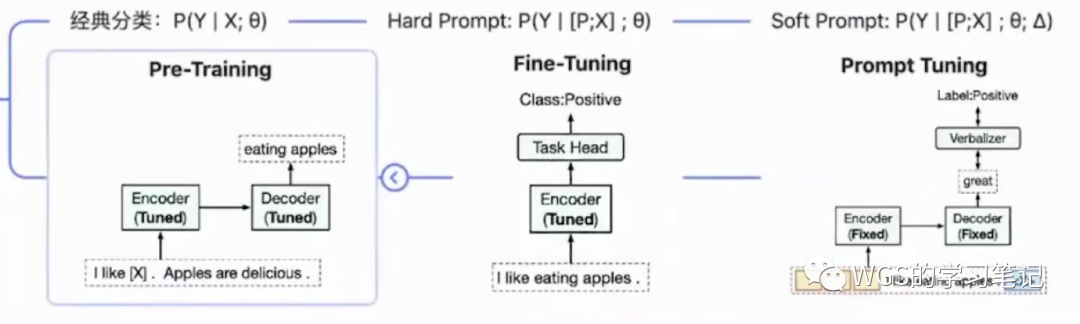 经典分类：P(Y | X; θ)
Hard Prompt: P(Y | [P;X] ; θ)
Soft Prompt: P(Y | [P;X] ; θ; Δ)
Pre-Training
eating apples
Encoder
(Tuned)
Decoder
(Tuned)
I like [X] . Apples are delicious .
Fine-Tuning
Class:Positive
Task Head
Encoder
(Tuned)
I like eating apples .
Prompt Tuning
Label:Positive
Verbalizer
great
Encoder
(Fixed)
Decoder
(Fixed)
I like eating apples
WGS的学习笔记